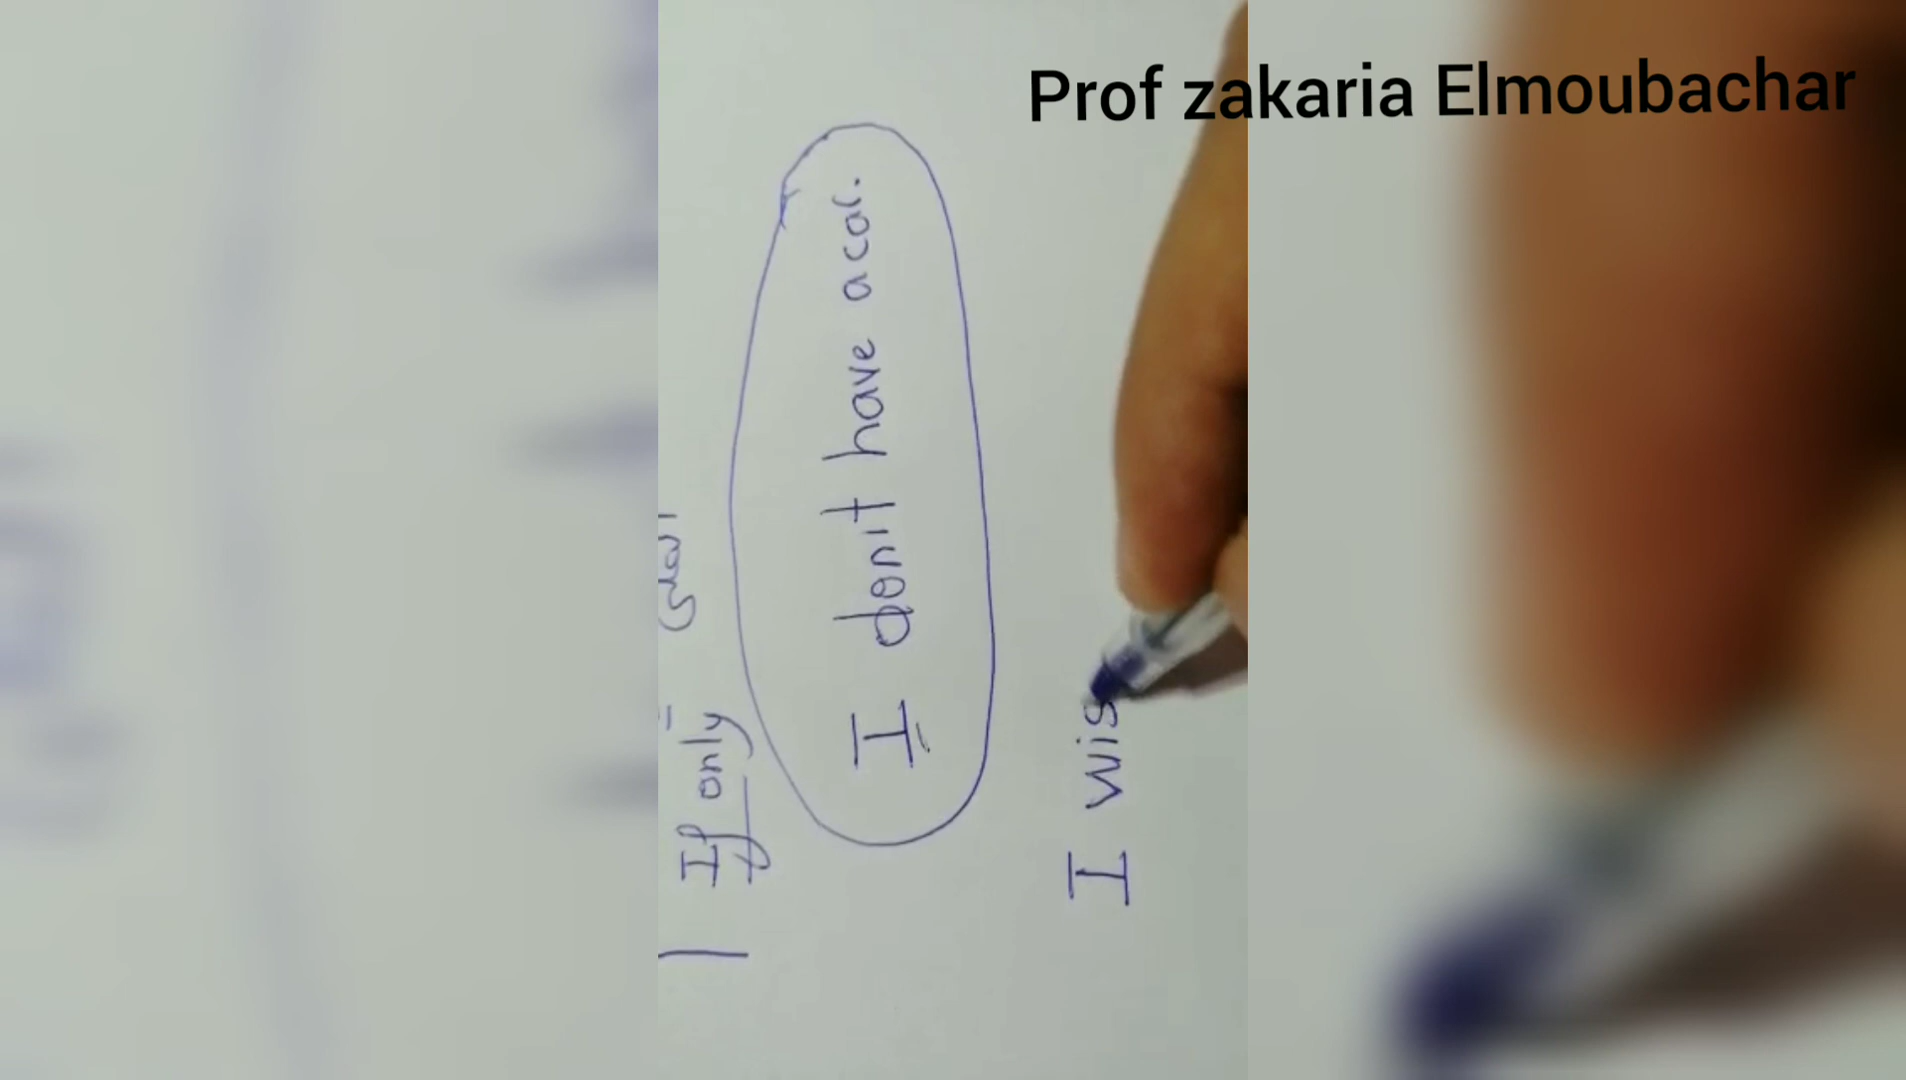 Prof zakaria Elmoubachar
If only
I don't have a car.
I wis